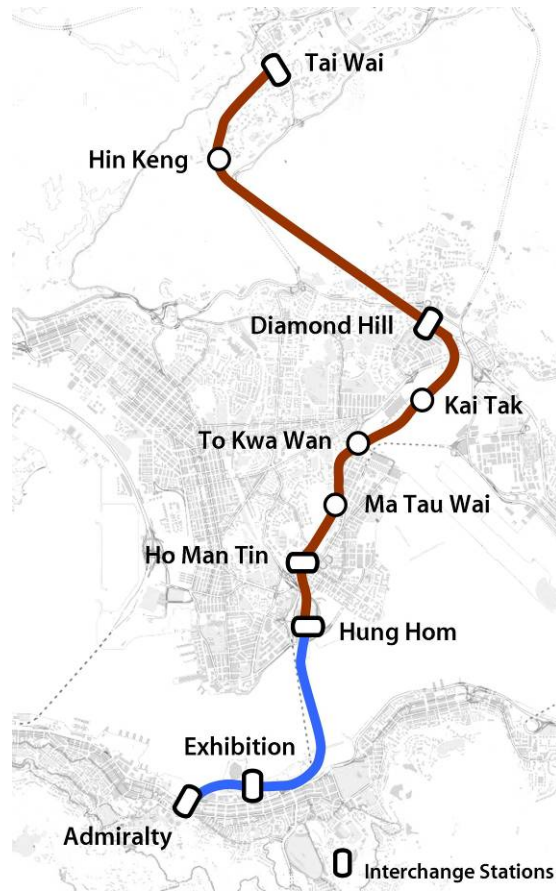 Tai Wai
Hin Keng
Diamond Hill
Kai Tak
To Kwa Wan
Ma Tau Wai
Ho Man Tin
Hung Hom
Exhibition
Admiralty
Interchange Stations